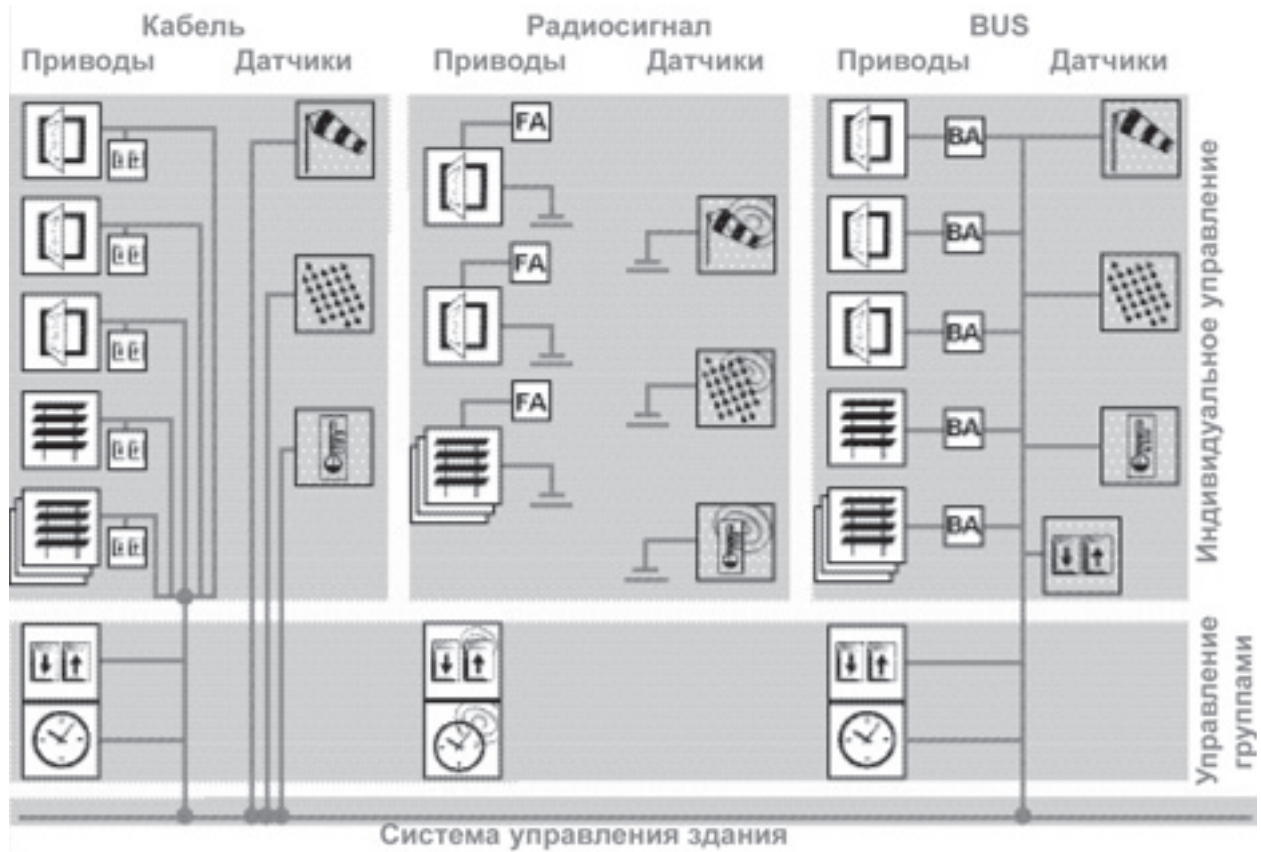 Кабель Радиосигнал BUS
Приводы Датчики Приводы Датчики Приводы Датчики
FA
FA
FA
BA
BA
BA
BA
BA
Индивидуальное управление
Управление
группами
Система управления здания